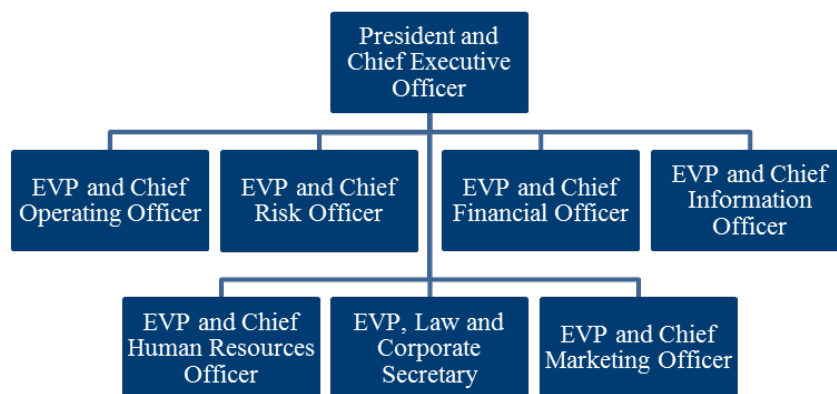 President and
Chief Executive
Officer
EVP and Chief
Operating Officer
EVP and Chief
Risk Officer
EVP and Chief
Financial Officer
EVP and Chief
Information
Officer
EVP and Chief
Human Resources
Officer
EVP, Law and
Corporate
Secretary
EVP and Chief
Marketing Officer